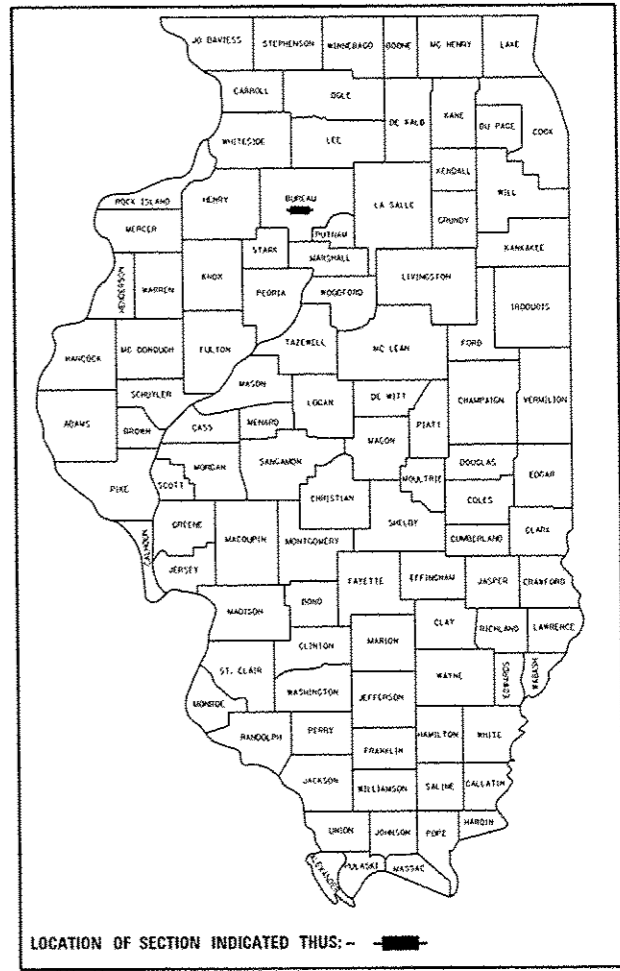 JO DAVIESS STEPHENSON WINNEBAGO BOONE MC HENRY LAKE
CARROLL OGLE DE KALB KANE DU PAGE COOK
WHITESIDE LEE
KENDALL WILL
ROCK ISLAND HENRY BUREAU LA SALLE GRUNDY
MERCER PUTNAM KANKAKEE
STARK MARSHALL
HENDERSON WARREN KNOX PEORIA WOODFORD LIVINGSTON IROQUOIS
HANCOCK MC DONOUGH FULTON TAZEWELL MC LEAN FORD
MASON
SCHUYLER LOGAN DE WITT CHAMPAIGN VERMILION
ADAMS BROWN CASS MENARD PIATT
MACON
MORGAN SANGAMON DOUGLAS EDGAR
PIKE SCOTT CHRISTIAN MOULTRIE COLES
GREENE MACOUPIN MONTGOMERY SHELBY CUMBERLAND CLARK
CALHOUN JERSEY
FAYETTE EFFINGHAM JASPER CRAWFORD
MADISON BOND
CLAY RICHLAND LAWRENCE
CLINTON MARION
ST. CLAIR WAYNE EDWARDS WABASH
WASHINGTON JEFFERSON
MONROE
RANDOLPH PERRY HAMILTON WHITE
FRANKLIN
JACKSON WILLIAMSON SALINE GALLATIN
UNION JOHNSON POPE HARDIN
ALEXANDER PULASKI MASSAC
LOCATION OF SECTION INDICATED THUS: -